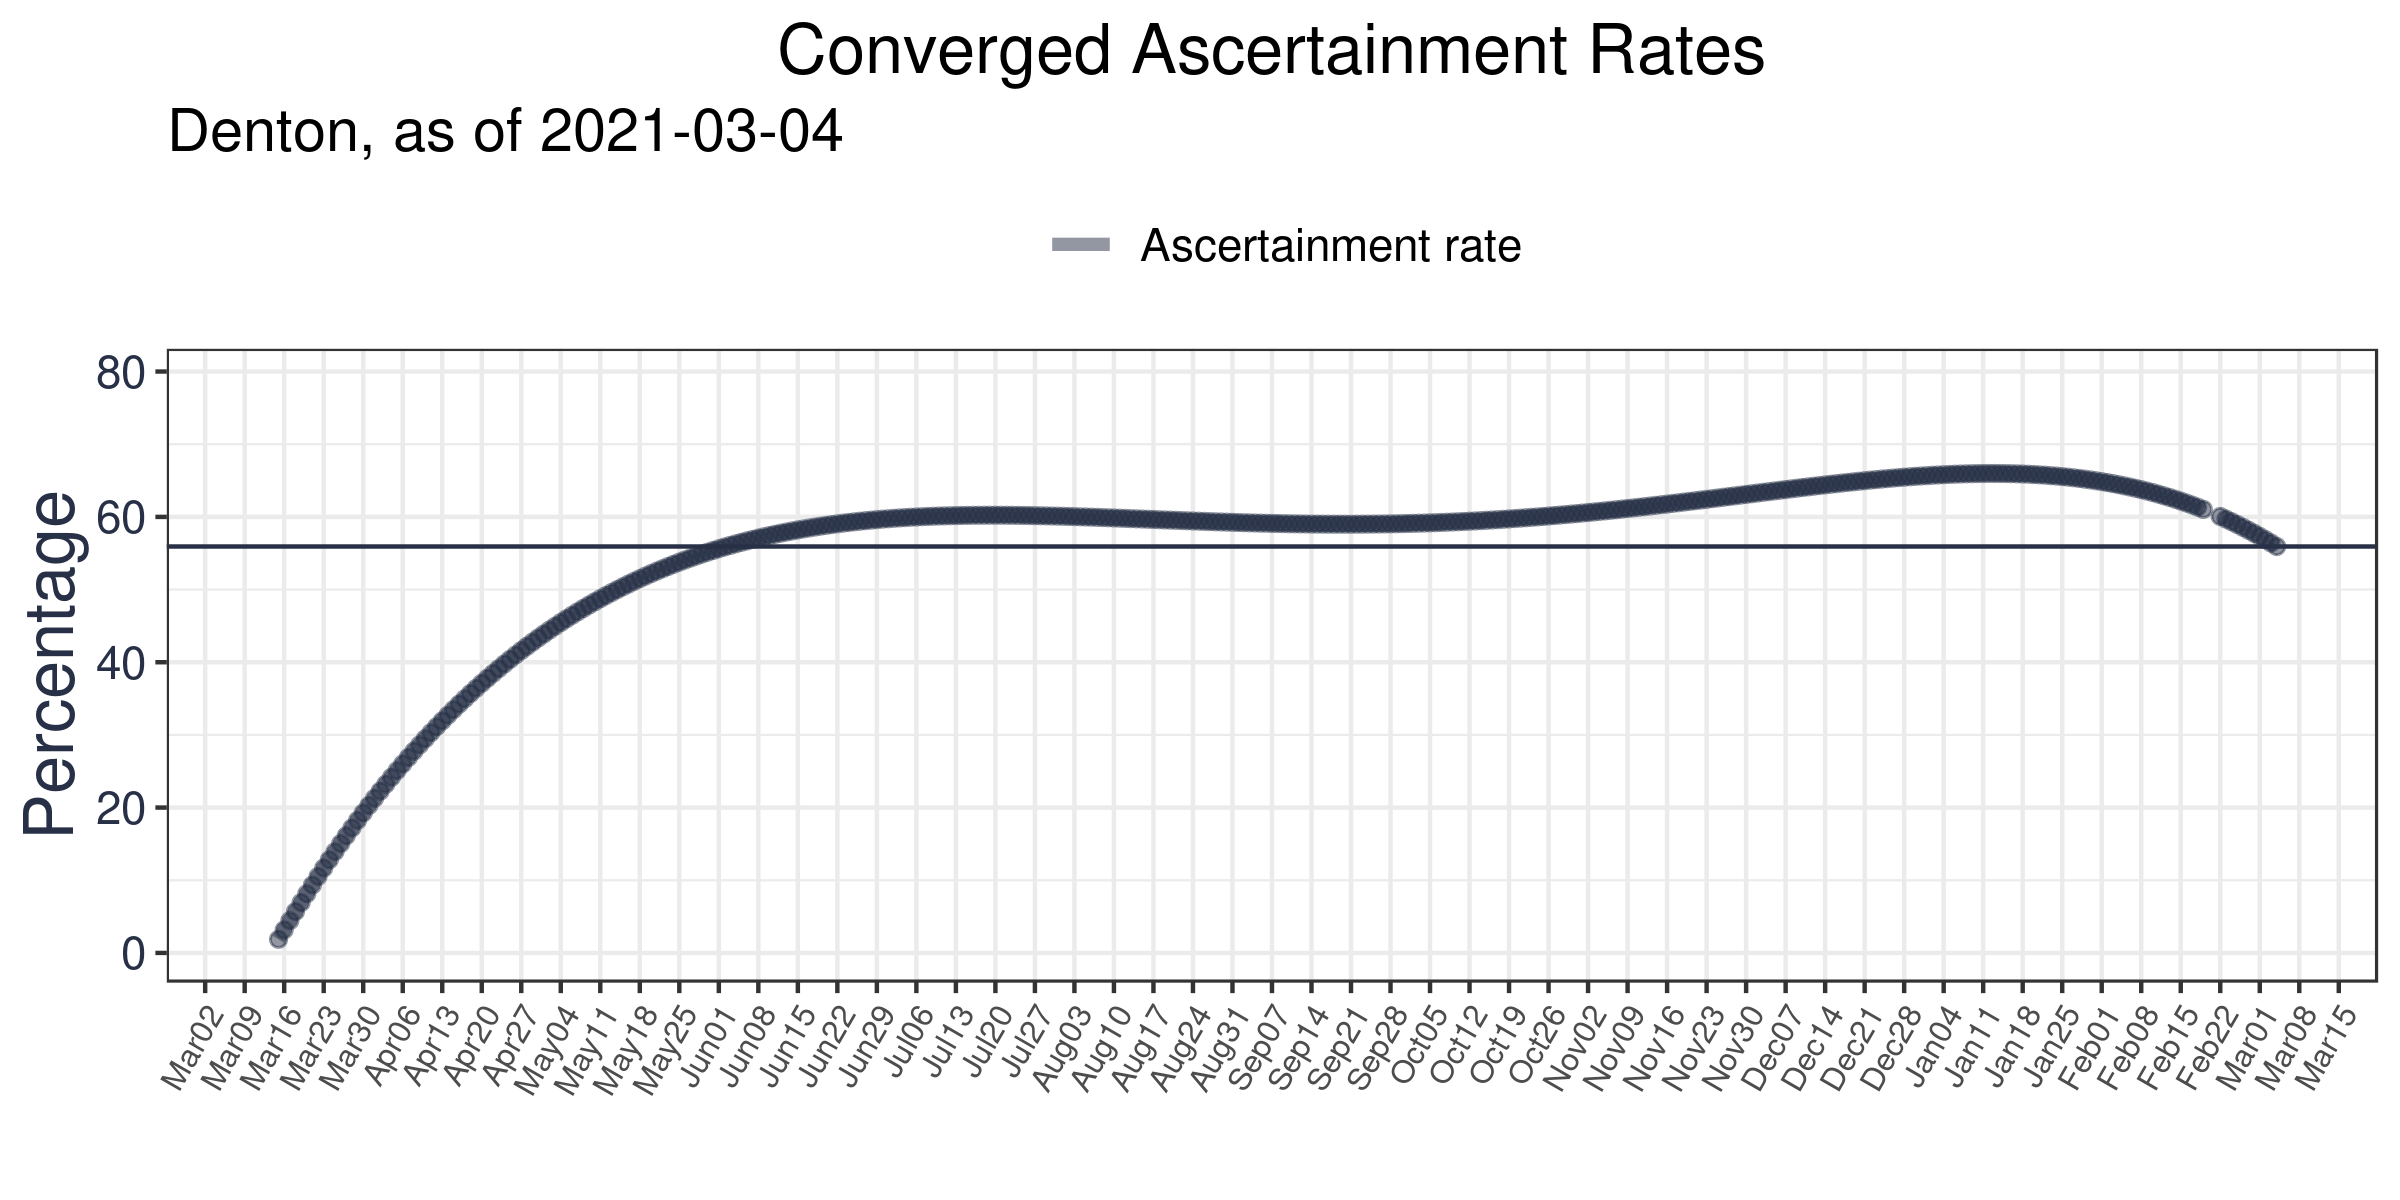 Converged Ascertainment Rates
Denton, as of 2021-03-04
Ascertainment rate
Percentage
80
60
40
20
0
Mar02
Mar09
Mar16
Mar23
Mar30
Apr06
Apr13
Apr20
Apr27
May04
May11
May18
May25
Jun01
Jun08
Jun15
Jun22
Jun29
Jul06
Jul13
Jul20
Jul27
Aug03
Aug10
Aug17
Aug24
Aug31
Sep07
Sep14
Sep21
Sep28
Oct05
Oct12
Oct19
Oct26
Nov02
Nov09
Nov16
Nov23
Nov30
Dec07
Dec14
Dec21
Dec28
Jan04
Jan11
Jan18
Jan25
Feb01
Feb08
Feb15
Feb22
Mar01
Mar08
Mar15